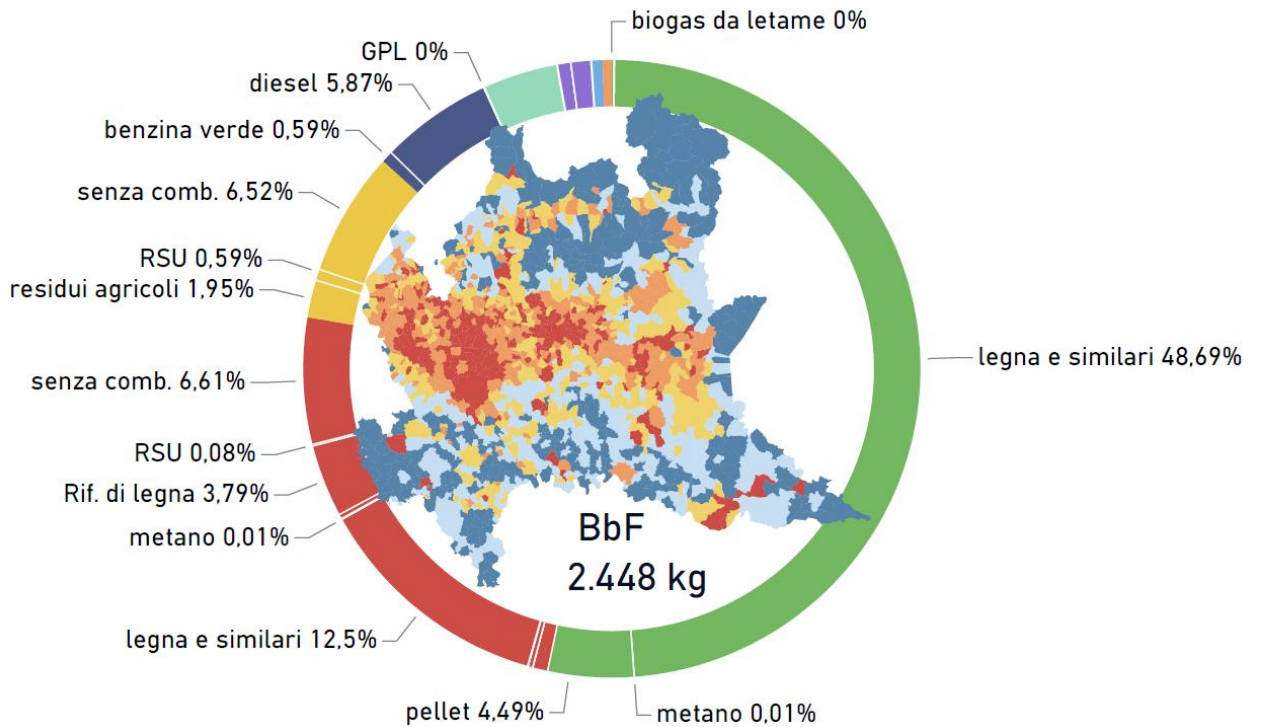 biogas da letame 0%
GPL 0%
diesel 5,87%
benzina verde 0,59%
senza comb. 6,52%
RSU 0,59%
residui agricoli 1,95%
legna e similari 48,69%
senza comb. 6,61%
RSU 0,08%
Rif. di legna 3,79%
metano 0,01%
BbF
2.448 kg
legna e similari 12,5%
pellet 4,49%
metano 0,01%